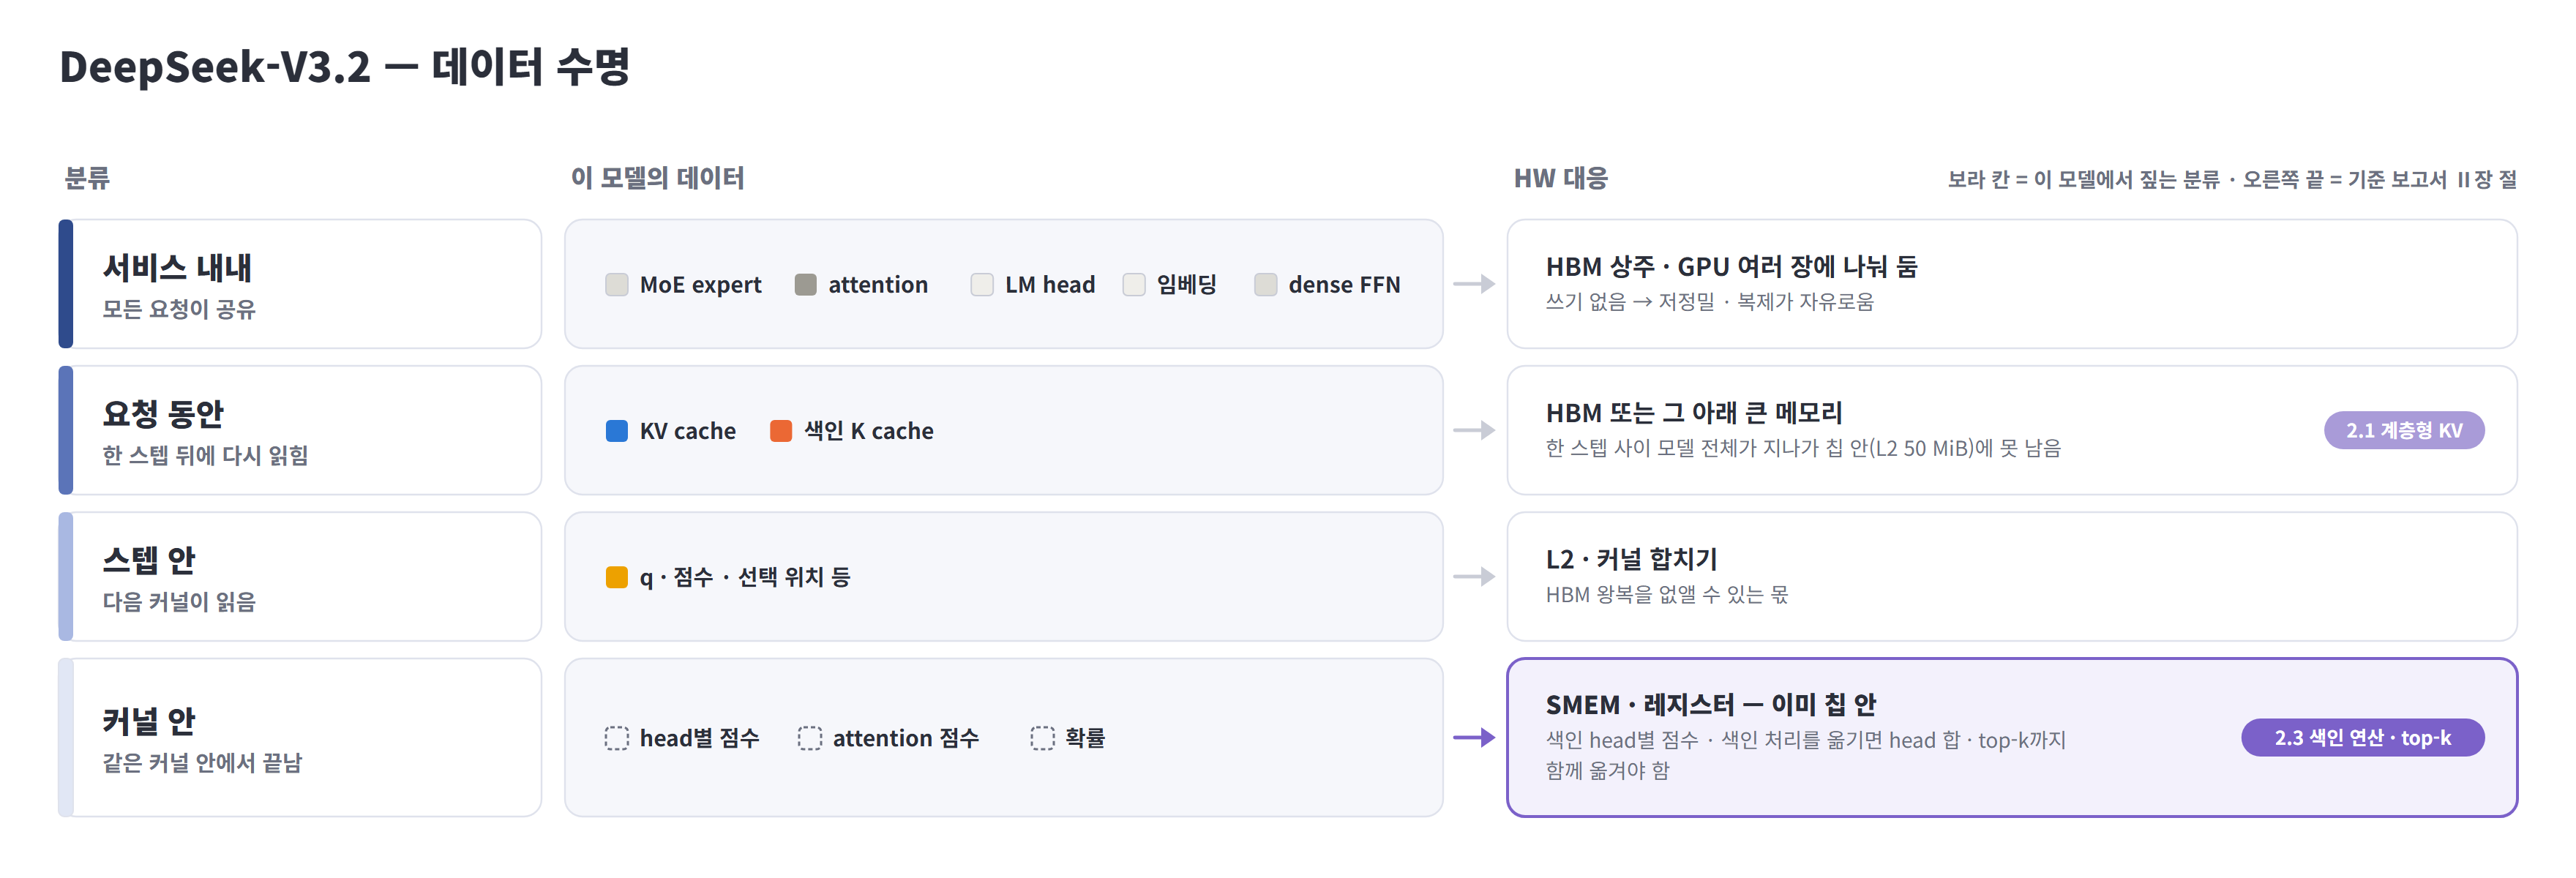 DeepSeek-V3.2 — 데이터 수명
분류
이 모델의 데이터
HW 대응
보라 칸 = 이 모델에서 짚는 분류 · 오른쪽 끝 = 기준 보고서 II장 절
서비스 내내
모든 요청이 공유
MoE expert
attention
LM head
임베딩
dense FFN
HBM 상주 · GPU 여러 장에 나눠 둠
쓰기 없음 → 저정밀 · 복제가 자유로움
요청 동안
한 스텝 뒤에 다시 읽힘
KV cache
색인 K cache
HBM 또는 그 아래 큰 메모리
한 스텝 사이 모델 전체가 지나가 칩 안(L2 50 MiB)에 못 남음
2.1 계층형 KV
스텝 안
다음 커널이 읽음
q · 점수 · 선택 위치 등
L2 · 커널 합치기
HBM 왕복을 없앨 수 있는 몫
커널 안
같은 커널 안에서 끝남
head별 점수
attention 점수
확률
SMEM · 레지스터 — 이미 칩 안
색인 head별 점수 · 색인 처리를 옮기면 head 합 · top-k까지
함께 옮겨야 함
2.3 색인 연산 · top-k